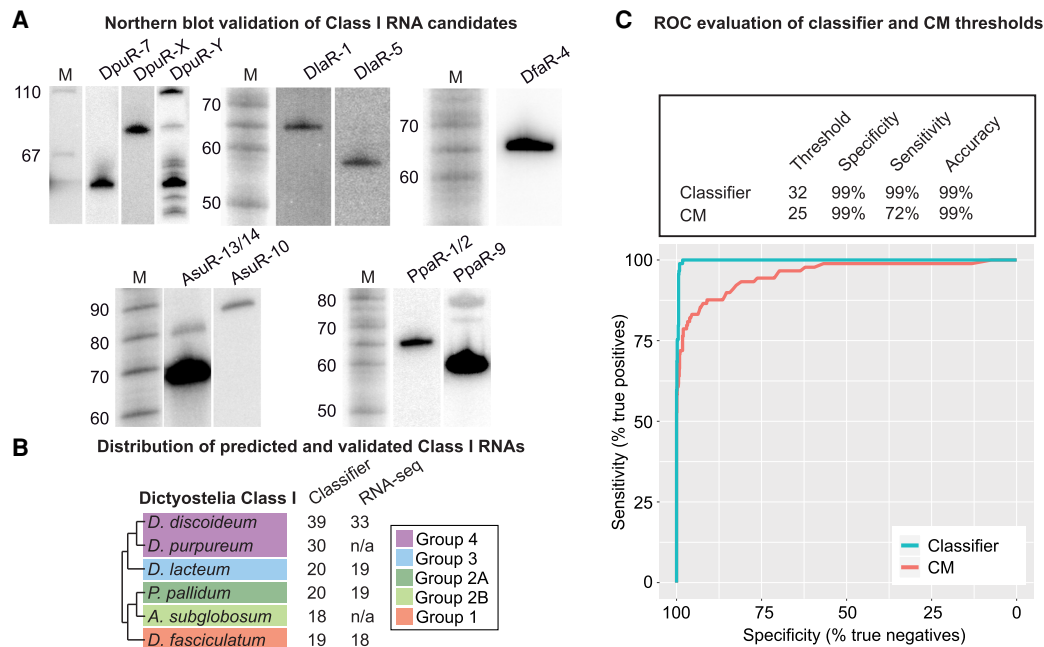 A
Northern blot validation of Class I RNA candidates
M
DpuR-7
DpuR-X
DpuR-Y
110
67
M
DlaR-1
DlaR-5
70
60
50
M
DfaR-4
70
60
M
AsuR-13/14
AsuR-10
90
80
70
60
M
PpaR-1/2
PpaR-9
80
70
60
50
B
Distribution of predicted and validated Class I RNAs
Dictyostelia Class I Classifier RNA-seq
D. discoideum 39 33
D. purpureum 30 n/a
D. lacteum 20 19
P. pallidum 20 19
A. subglobosum 18 n/a
D. fasciculatum 19 18
Group 4
Group 3
Group 2A
Group 2B
Group 1
C
ROC evaluation of classifier and CM thresholds
Threshold Specificity Sensitivity Accuracy
Classifier 32 99% 99% 99%
CM 25 99% 72% 99%
Sensitivity (% true positives)
100
75
50
25
0
Classifier
CM
100 75 50 25 0
Specificity (% true negatives)